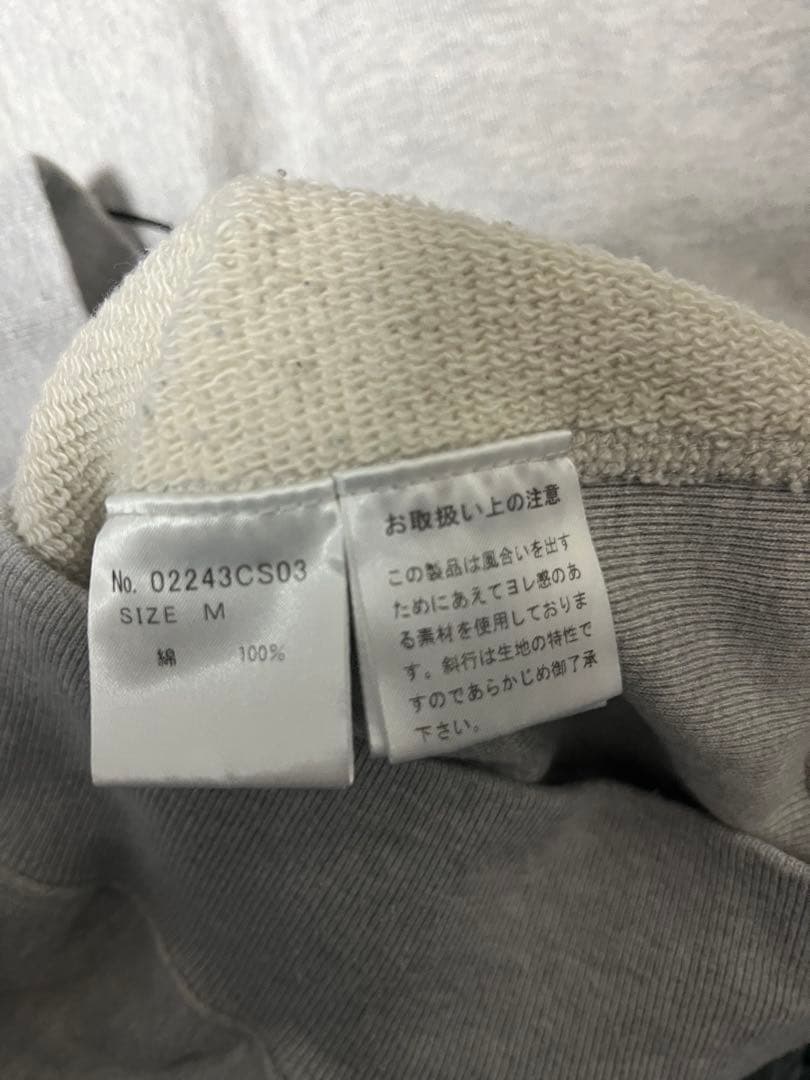 No. 02243CS03
SIZE M
綿 100%
お取扱い上の注意
この製品は風合いを出す
ためにあえてヨレ感のあ
る素材を使用しておりま
す。斜行は生地の特性で
すのであらかじめ御了承
下さい。